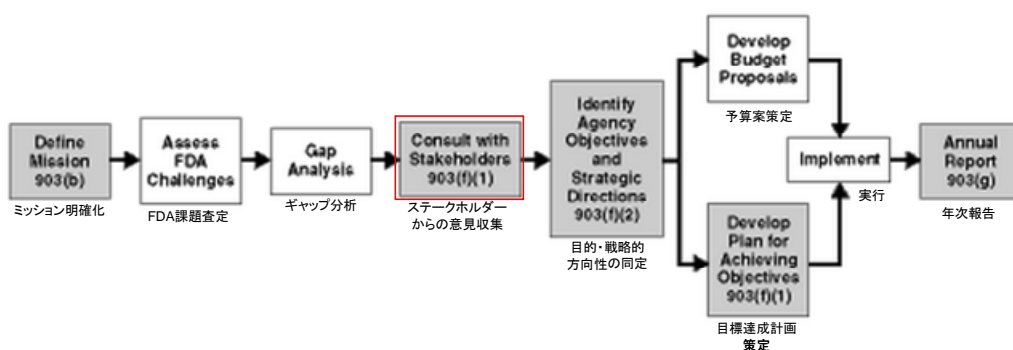 Define
Mission
903(b)
ミッション明確化
Assess
FDA
Challenges
FDA課題査定
Gap
Analysis
ギャップ分析
Consult with
Stakeholders
903(f)(1)
ステークホルダー
からの意見収集
Identify
Agency
Objectives
and
Strategic
Directions
903(f)(2)
目的・戦略的
方向性の同定
Develop
Budget
Proposals
予算案策定
Develop
Plan for
Achieving
Objectives
903(f)(1)
目標達成計画
策定
Implement
実行
Annual
Report
903(g)
年次報告